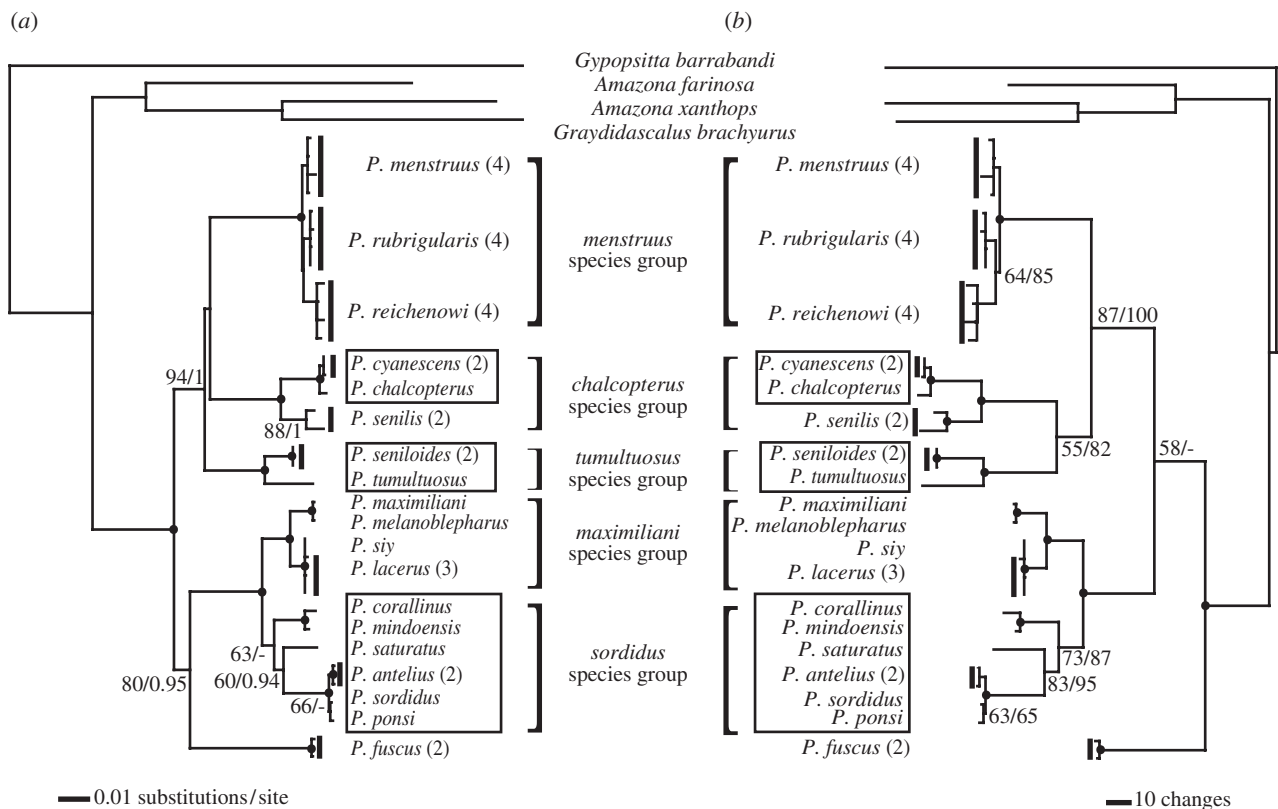 (a)
(b)
Gypopsitta barrabandi
Amazona farinosa
Amazona xanthops
Graydidascalus brachyurus
P. menstruus (4)
P. rubrigularis (4)
P. reichenowi (4)
menstruus
species group
P. menstruus (4)
P. rubrigularis (4)
P. reichenowi (4)
64/85
87/100
94/1
P. cyanescens (2)
P. chalcopterus
P. senilis (2)
88/1
chalcopterus
species group
P. cyanescens (2)
P. chalcopterus
P. senilis (2)
55/82
58/-
P. seniloides (2)
P. tumultuosus
tumultuosus
species group
P. seniloides (2)
P. tumultuosus
P. maximiliani
P. melanoblepharus
P. siy
P. lacerus (3)
maximiliani
species group
P. maximiliani
P. melanoblepharus
P. siy
P. lacerus (3)
P. corallinus
P. mindoensis
P. saturatus
P. antelius (2)
P. sordidus
P. ponsi
63/-
60/0.94
80/0.95
66/-
sordidus
species group
P. corallinus
P. mindoensis
P. saturatus
P. antelius (2)
P. sordidus
P. ponsi
73/87
83/95
63/65
P. fuscus (2)
P. fuscus (2)
0.01 substitutions/site
10 changes